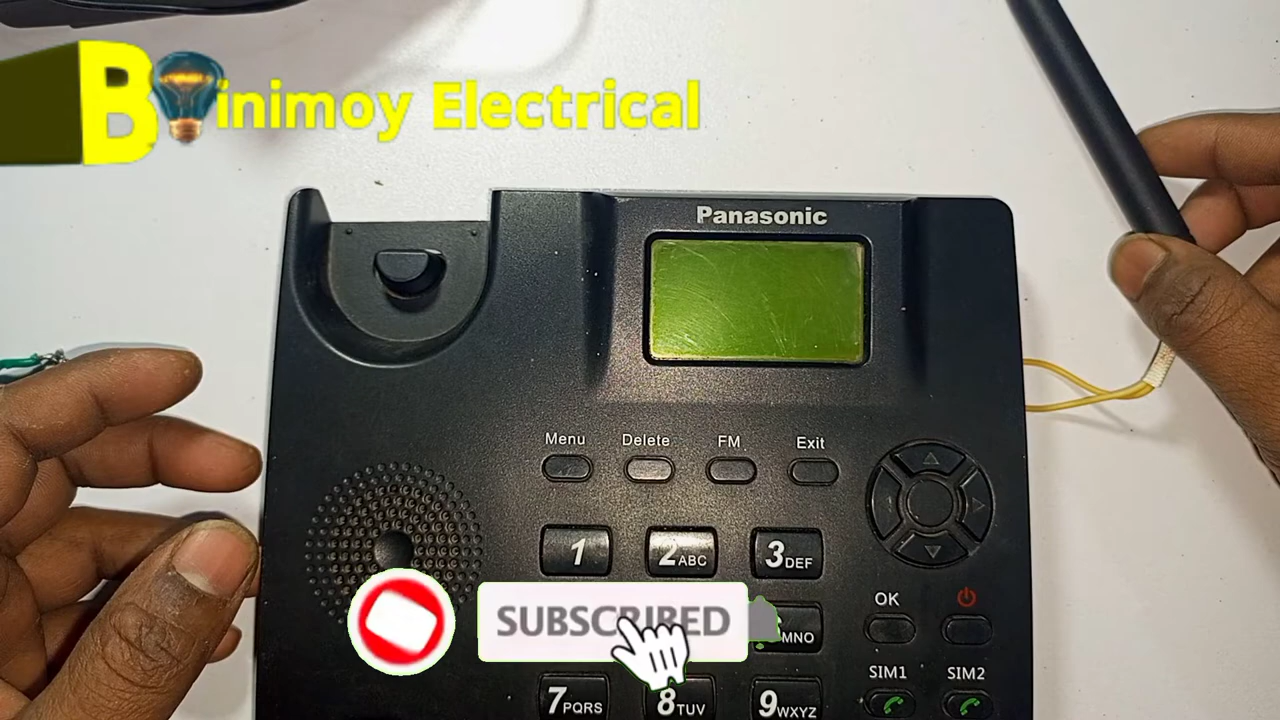 Binimoy Electrical
Panasonic
Menu Delete FM Exit
1 2ABC 3DEF
SUBSCRIBED
MNO
OK
SIM1 SIM2
7PQRS 8TUV 9WXYZ